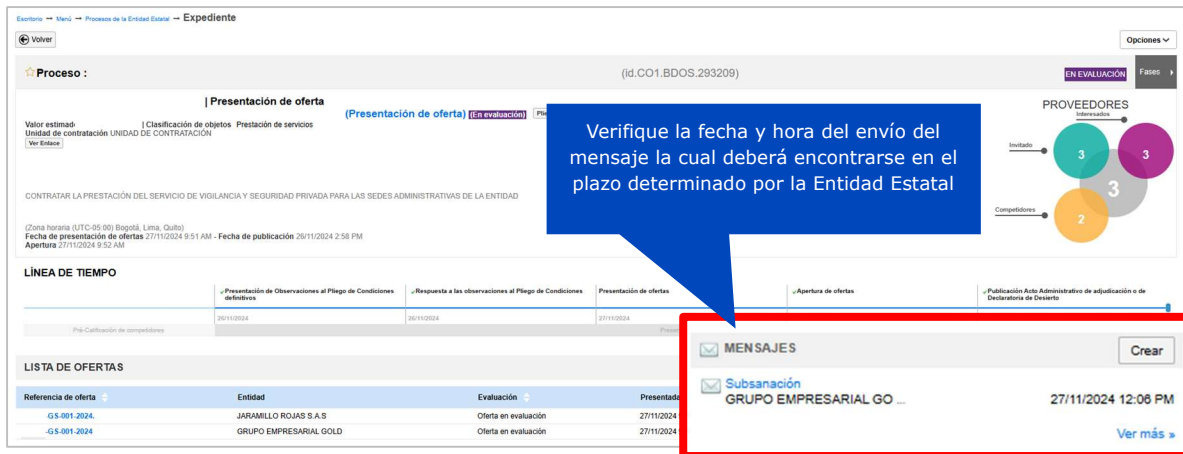 Escritorio → Menú → Procesos de la Entidad Estatal → Expediente
Volver
Opciones
Proceso :
(id.CO1.BDOS.293209)
EN EVALUACIÓN
Fases
| Presentación de oferta
(Presentación de oferta) (En evaluación)
Valor estimado | Clasificación de objetos Prestación de servicios
Unidad de contratación UNIDAD DE CONTRATACIÓN
Ver Enlace
CONTRATAR LA PRESTACIÓN DEL SERVICIO DE VIGILANCIA Y SEGURIDAD PRIVADA PARA LAS SEDES ADMINISTRATIVAS DE LA ENTIDAD
(Zona horaria (UTC-05:00) Bogotá, Lima, Quito)
Fecha de presentación de ofertas 27/11/2024 9:51 AM - Fecha de publicación 26/11/2024 2:58 PM
Apertura 27/11/2024 9:52 AM
Verifique la fecha y hora del envío del
mensaje la cual deberá encontrarse en el
plazo determinado por la Entidad Estatal
PROVEEDORES
Interesados
Invitado
3
3
3
Competidores
2
LÍNEA DE TIEMPO
Presentación de Observaciones al Pliego de Condiciones
definitivos
Respuesta a las observaciones al Pliego de Condiciones
Presentación de ofertas
Apertura de ofertas
Publicación Acto Administrativo de adjudicación o de
Declaratoria de Desierto
26/11/2024
26/11/2024
27/11/2024
Pré-Calificación de competidores
LISTA DE OFERTAS
Referencia de oferta Entidad Evaluación Presentada
-GS-001-2024. JARAMILLO ROJAS S.A.S Oferta en evaluación 27/11/2024
-GS-001-2024 GRUPO EMPRESARIAL GOLD Oferta en evaluación 27/11/2024
MENSAJES
Crear
Subsanación
GRUPO EMPRESARIAL GO ... 27/11/2024 12:06 PM
Ver más »